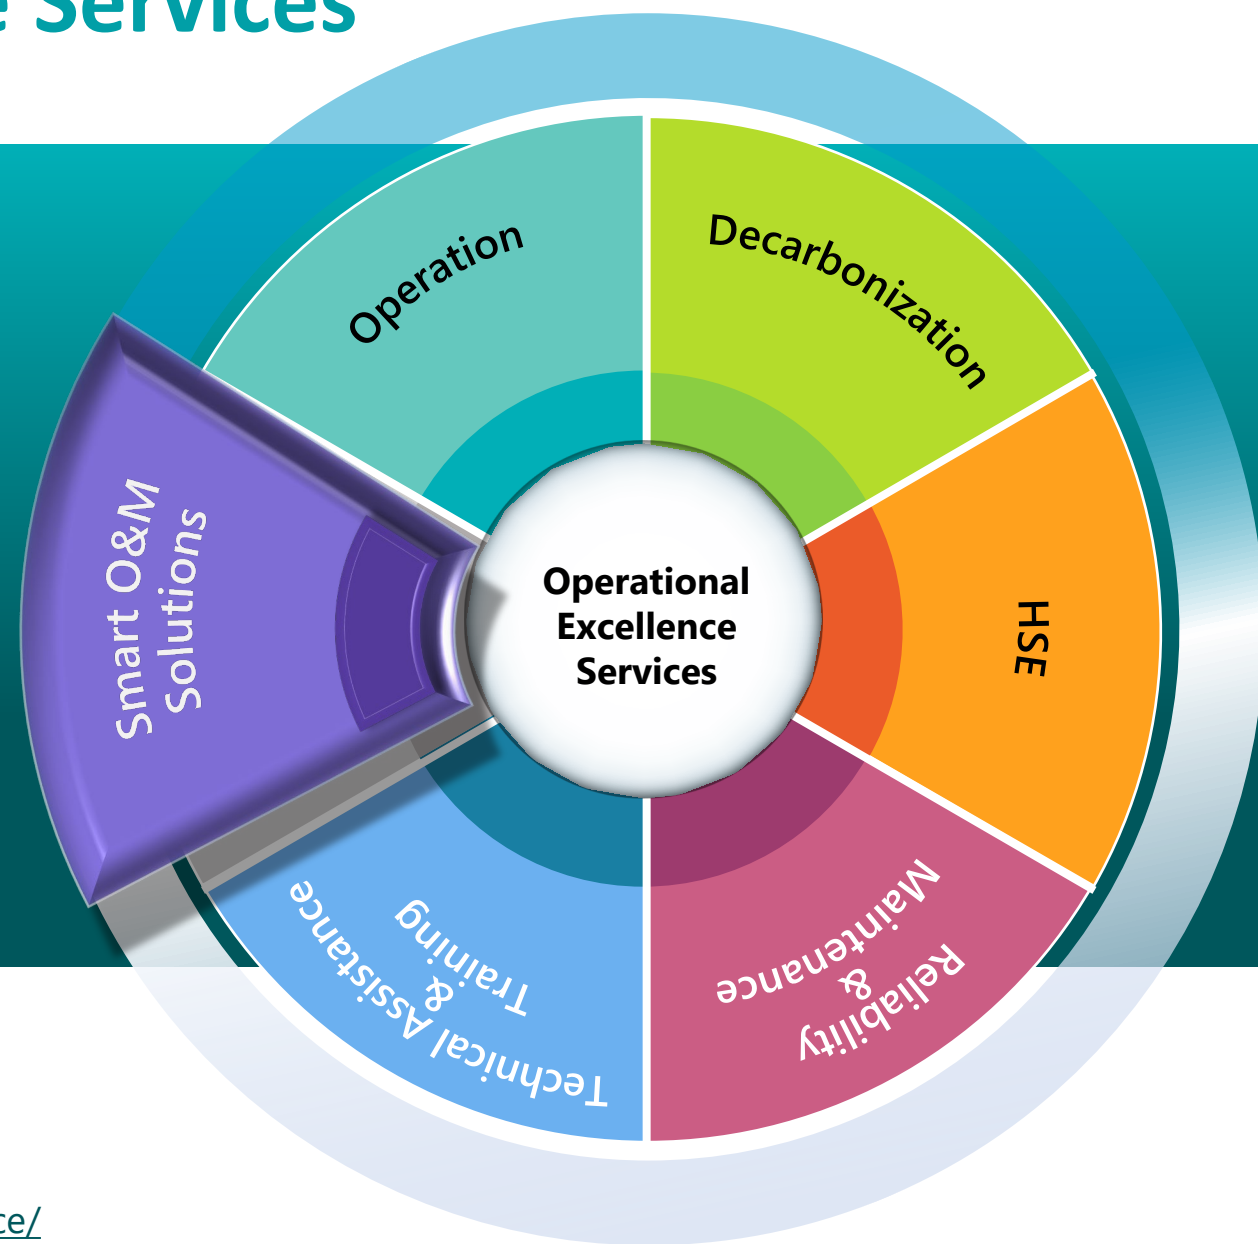 e Services
Operation
Decarbonization
HSE
Reliability
&
Maintenance
Technical Assistance
&
Training
Smart O&M
Solutions
Operational
Excellence
Services
ce/